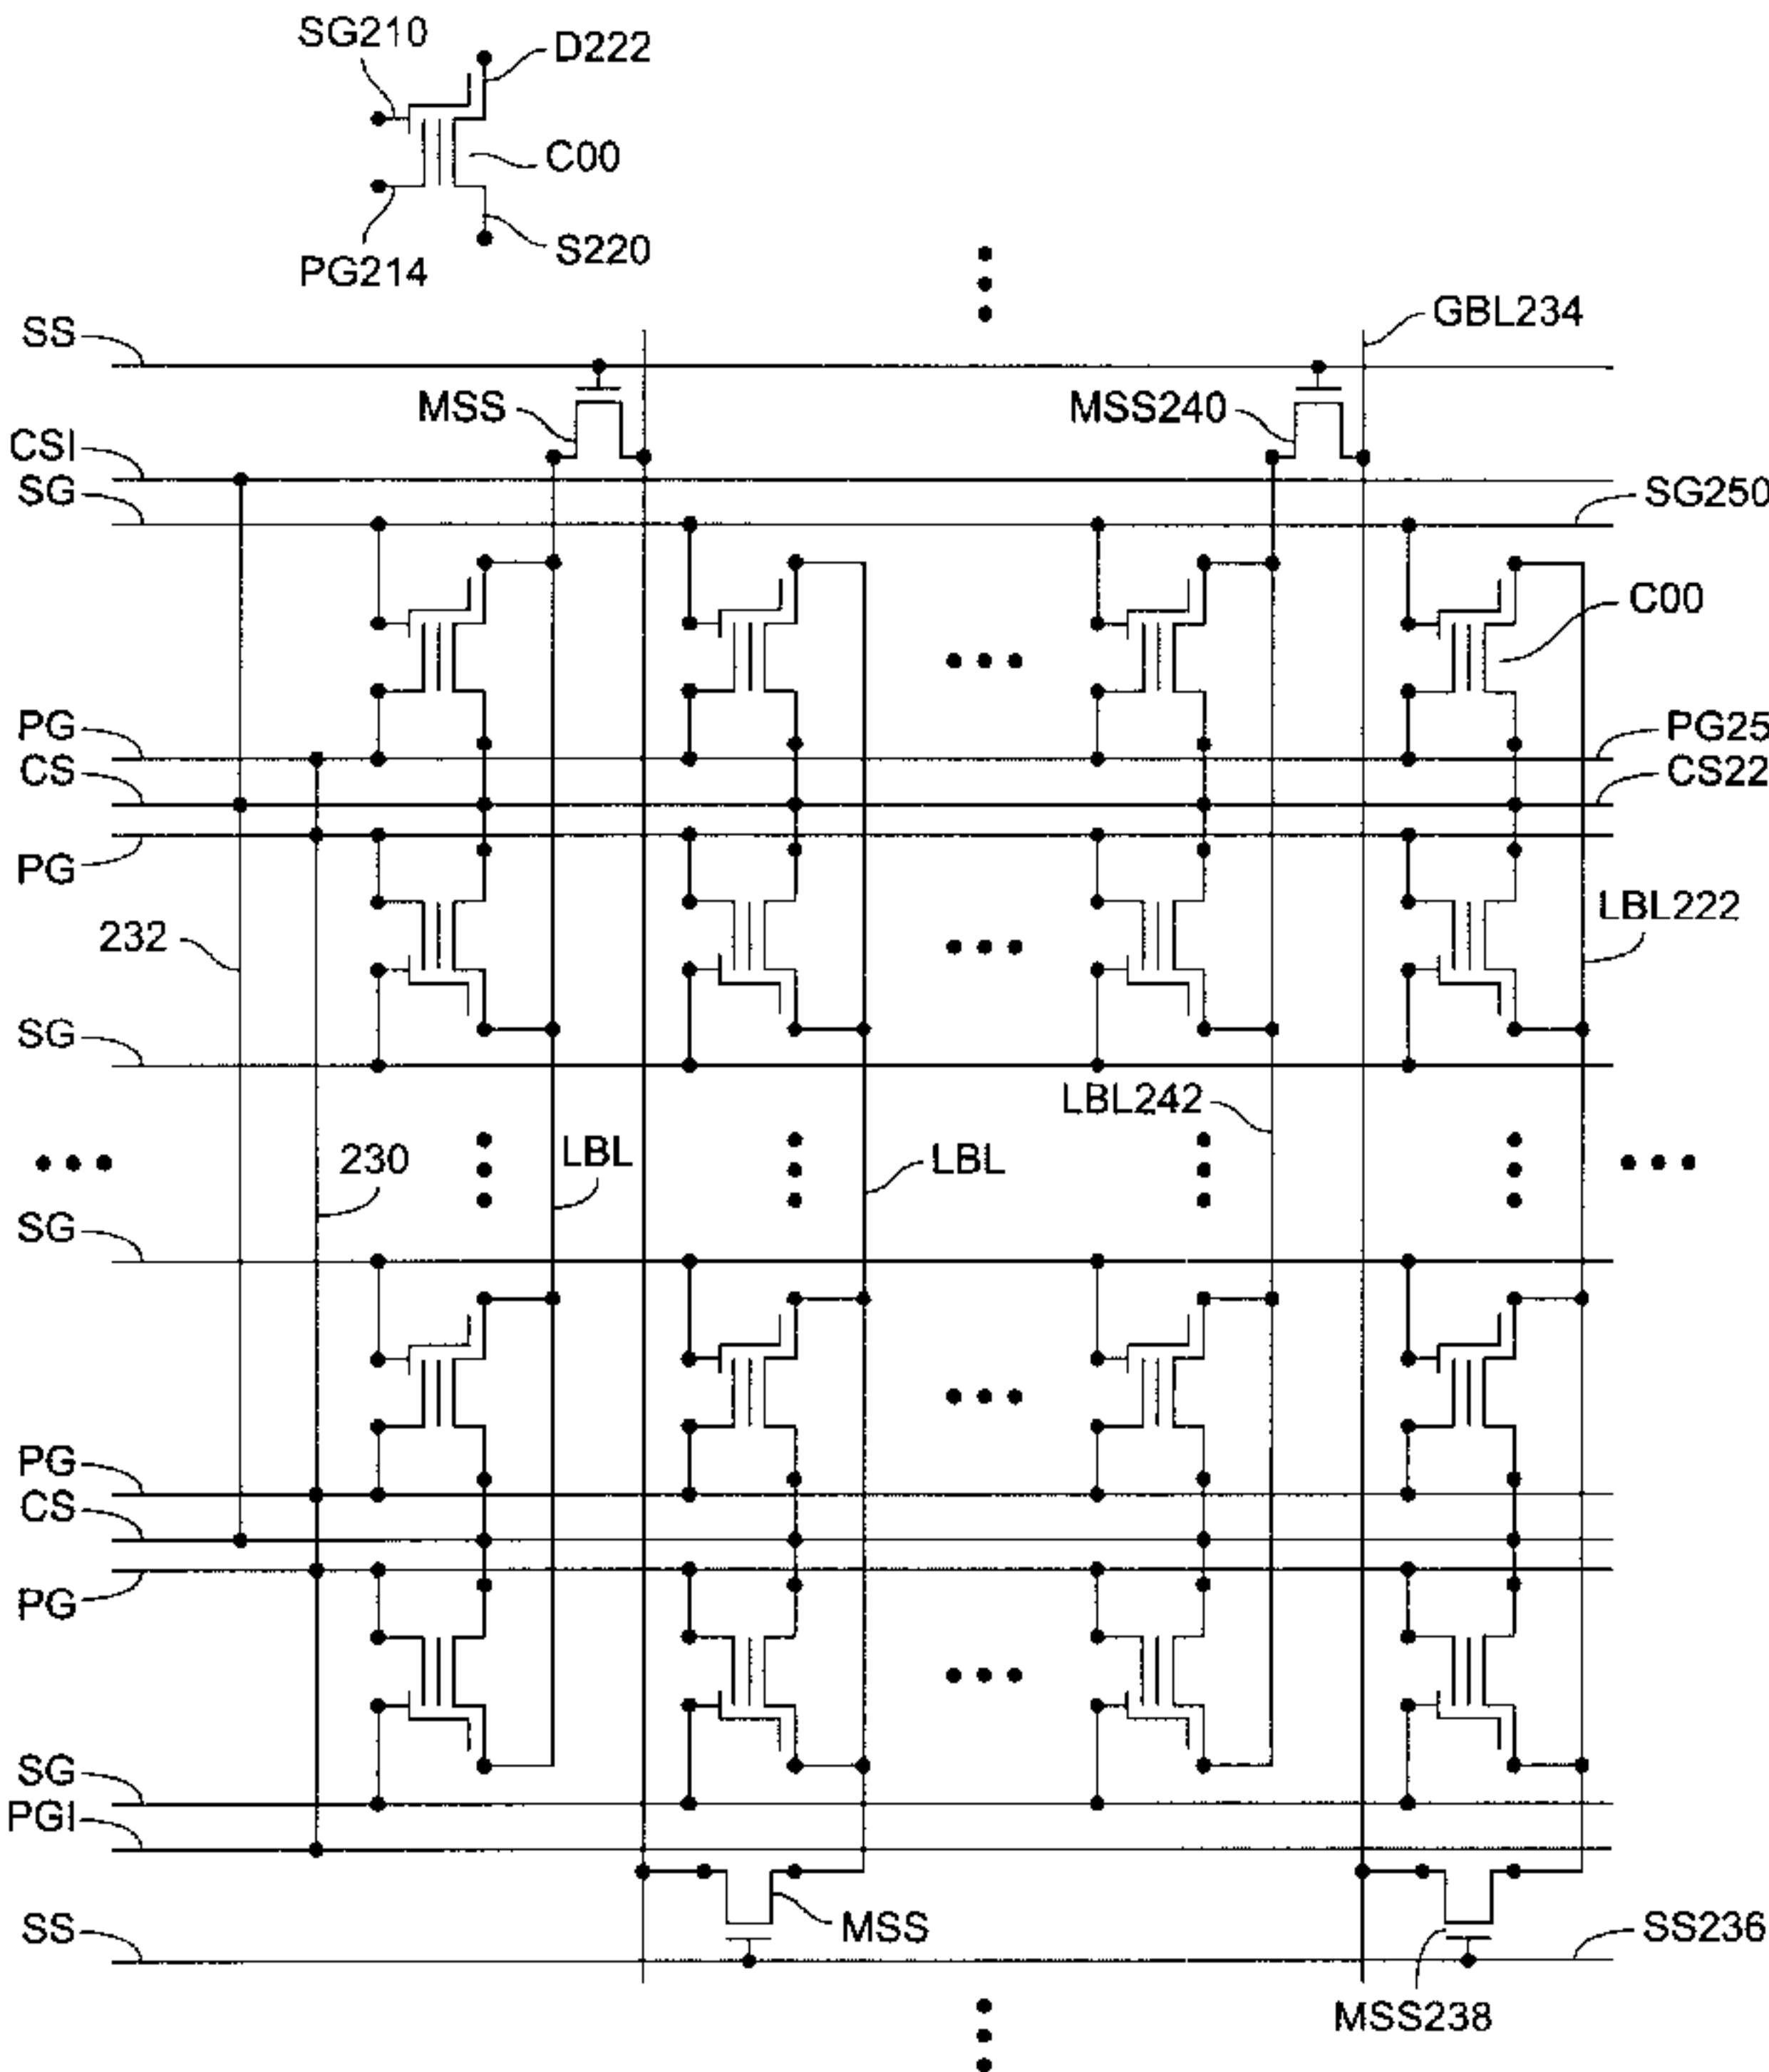 SG210
D222
C00
S220
PG214
GBL234
SS
MSS
MSS240
CSI
SG
SG250
C00
PG
PG25
CS
CS22
PG
LBL222
232
SG
LBL242
230
LBL
LBL
SG
PG
CS
PG
SG
PGI
MSS
SS
SS236
MSS238